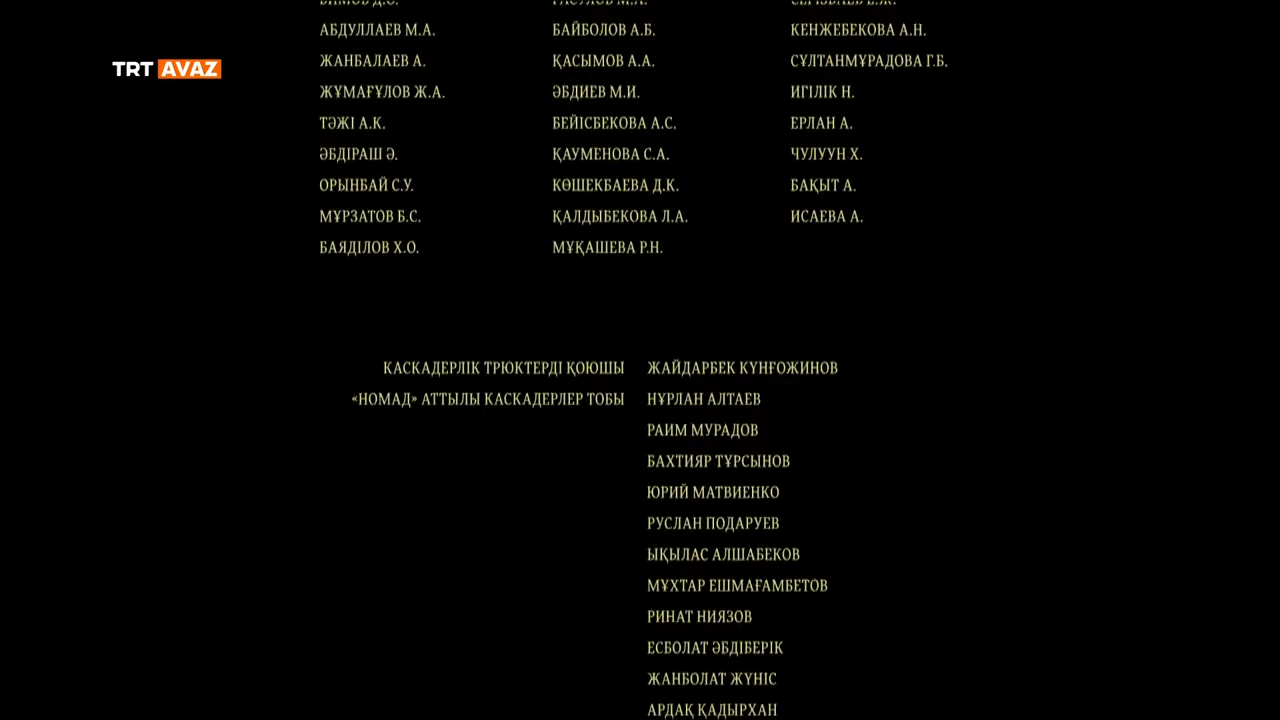 АБДУЛЛАЕВ М.А. БАЙБОЛОВ А.Б. КЕНЖЕБЕКОВА А.Н.
TRT AVAZ
ЖАНБАЛАЕВ А. ҚАСЫМОВ А.А. СҰЛТАНМҰРАДОВА Г.Б.
ЖҰМАҒҰЛОВ Ж.А. ӘБДИЕВ М.И. ИГІЛІК Н.
ТӘЖІ А.К. БЕЙІСБЕКОВА А.С. ЕРЛАН А.
ӘБДІРАШ Ә. ҚАУМЕНОВА С.А. ЧУЛУУН Х.
ОРЫНБАЙ С.У. КӨШЕКБАЕВА Д.К. БАҚЫТ А.
МҰРЗАТОВ Б.С. ҚАЛДЫБЕКОВА Л.А. ИСАЕВА А.
БАЯДІЛОВ Х.О. МҰҚАШЕВА Р.Н.
КАСКАДЕРЛІК ТРЮКТЕРДІ ҚОЮШЫ ЖАЙДАРБЕК КҮНҒОЖИНОВ
«НОМАД» АТТЫЛЫ КАСКАДЕРЛЕР ТОБЫ НҰРЛАН АЛТАЕВ
РАИМ МУРАДОВ
БАХТИЯР ТҰРСЫНОВ
ЮРИЙ МАТВИЕНКО
РУСЛАН ПОДАРУЕВ
ЫҚЫЛАС АЛШАБЕКОВ
МҰХТАР ЕШМАҒАМБЕТОВ
РИНАТ НИЯЗОВ
ЕСБОЛАТ ӘБДІБЕРІК
ЖАНБОЛАТ ЖҮНІС
АРДАҚ ҚАДЫРХАН